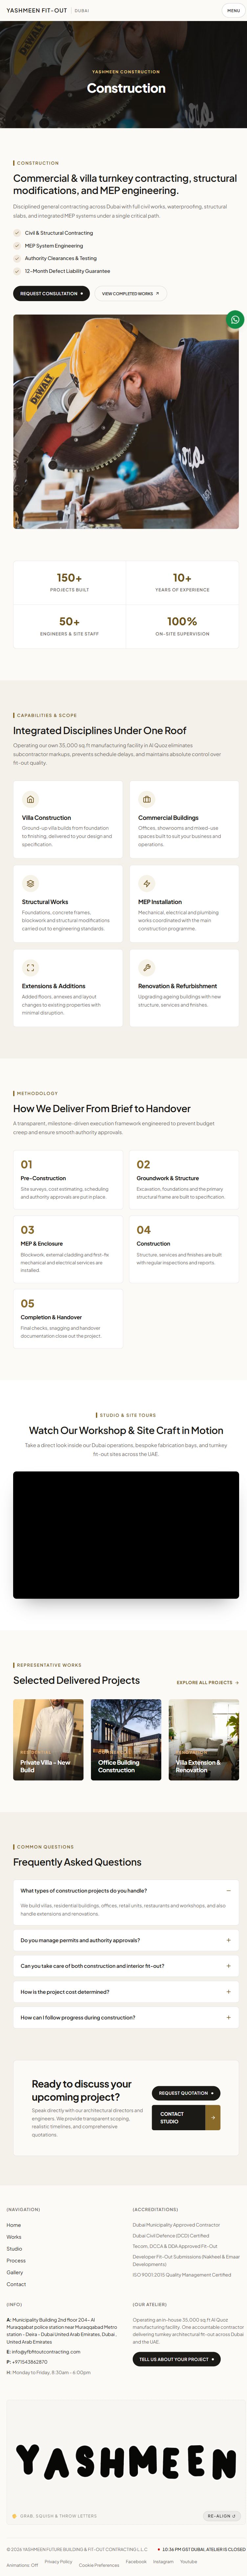 YASHMEEN FIT-OUT
DUBAI
MENU
YASHMEEN CONSTRUCTION
Construction
CONSTRUCTION
Commercial & villa turnkey contracting, structural
modifications, and MEP engineering.
Disciplined general contracting across Dubai with full civil works, waterproofing, structural
slabs, and integrated MEP systems under a single critical path.
Civil & Structural Contracting
MEP System Engineering
Authority Clearances & Testing
12-Month Defect Liability Guarantee
REQUEST CONSULTATION
VIEW COMPLETED WORKS
DEWALT
150+
PROJECTS BUILT
10+
YEARS OF EXPERIENCE
50+
ENGINEERS & SITE STAFF
100%
ON-SITE SUPERVISION
CAPABILITIES & SCOPE
Integrated Disciplines Under One Roof
Operating our own 35,000 sq.ft manufacturing facility in Al Quoz eliminates
subcontractor markups, prevents schedule delays, and maintains absolute control over
fit-out quality.
Villa Construction
Ground-up villa builds from foundation
to finishing, delivered to your design and
specification.
Commercial Buildings
Offices, showrooms and mixed-use
spaces built to suit your business and
operations.
Structural Works
Foundations, concrete frames,
blockwork and structural modifications
carried out to engineering standards.
MEP Installation
Mechanical, electrical and plumbing
works coordinated with the main
construction programme.
Extensions & Additions
Added floors, annexes and layout
changes to existing properties with
minimal disruption.
Renovation & Refurbishment
Upgrading ageing buildings with new
structure, services and finishes.
METHODOLOGY
How We Deliver From Brief to Handover
A transparent, milestone-driven execution framework engineered to prevent budget
creep and ensure smooth authority approvals.
01
Pre-Construction
Site surveys, cost estimating, scheduling
and authority approvals are put in place.
02
Groundwork & Structure
Excavation, foundations and the primary
structural frame are built to specification.
03
MEP & Enclosure
Blockwork, external cladding and first-fix
mechanical and electrical services are
installed.
04
Construction
Structure, services and finishes are built
with regular inspections and reports.
05
Completion & Handover
Final checks, snagging and handover
documentation close out the project.
STUDIO & SITE TOURS
Watch Our Workshop & Site Craft in Motion
Take a direct look inside our Dubai operations, bespoke fabrication bays, and turnkey
fit-out sites across the UAE.
REPRESENTATIVE WORKS
Selected Delivered Projects
EXPLORE ALL PROJECTS
Private Villa – New
Build
Office Building
Construction
Villa Extension &
Renovation
COMMON QUESTIONS
Frequently Asked Questions
What types of construction projects do you handle?
We build villas, residential buildings, offices, retail units, restaurants and workshops, and also
handle extensions and renovations.
Do you manage permits and authority approvals?
Can you take care of both construction and interior fit-out?
How is the project cost determined?
How can I follow progress during construction?
Ready to discuss your
upcoming project?
Speak directly with our architectural directors and
engineers. We provide transparent scoping,
realistic timelines, and comprehensive
quotations.
REQUEST QUOTATION
CONTACT
STUDIO
(NAVIGATION)
Home
Works
Studio
Process
Gallery
Contact
(ACCREDITATIONS)
Dubai Municipality Approved Contractor
Dubai Civil Defence (DCD) Certified
Tecom, DCCA & DDA Approved Fit-Out
Developer Fit-Out Submissions (Nakheel & Emaar
Developments)
ISO 9001:2015 Quality Management Certified
(INFO)
A: Municipality Building 2nd floor 204 - Al
Muraqqabat police station near Muraqqabad Metro
station - Deira - Dubai United Arab Emirates, Dubai,
United Arab Emirates
E: info@yfbfitoutcontracting.com
P: +971543862870
H: Monday to Friday, 8:30am - 6:00pm
(OUR ATELIER)
Operating an in-house 35,000 sq.ft Al Quoz
manufacturing facility. One accountable contractor
delivering turnkey architectural fit-out across Dubai
and the UAE.
TELL US ABOUT YOUR PROJECT
YASHMEEN
GRAB, SQUISH & THROW LETTERS
RE-ALIGN
© 2026 YASHMEEN FUTURE BUILDING & FIT-OUT CONTRACTING L.L.C
10:36 PM GST DUBAI, ATELIER IS CLOSED
Animations: Off
Privacy Policy
Cookie Preferences
Facebook
Instagram
Youtube